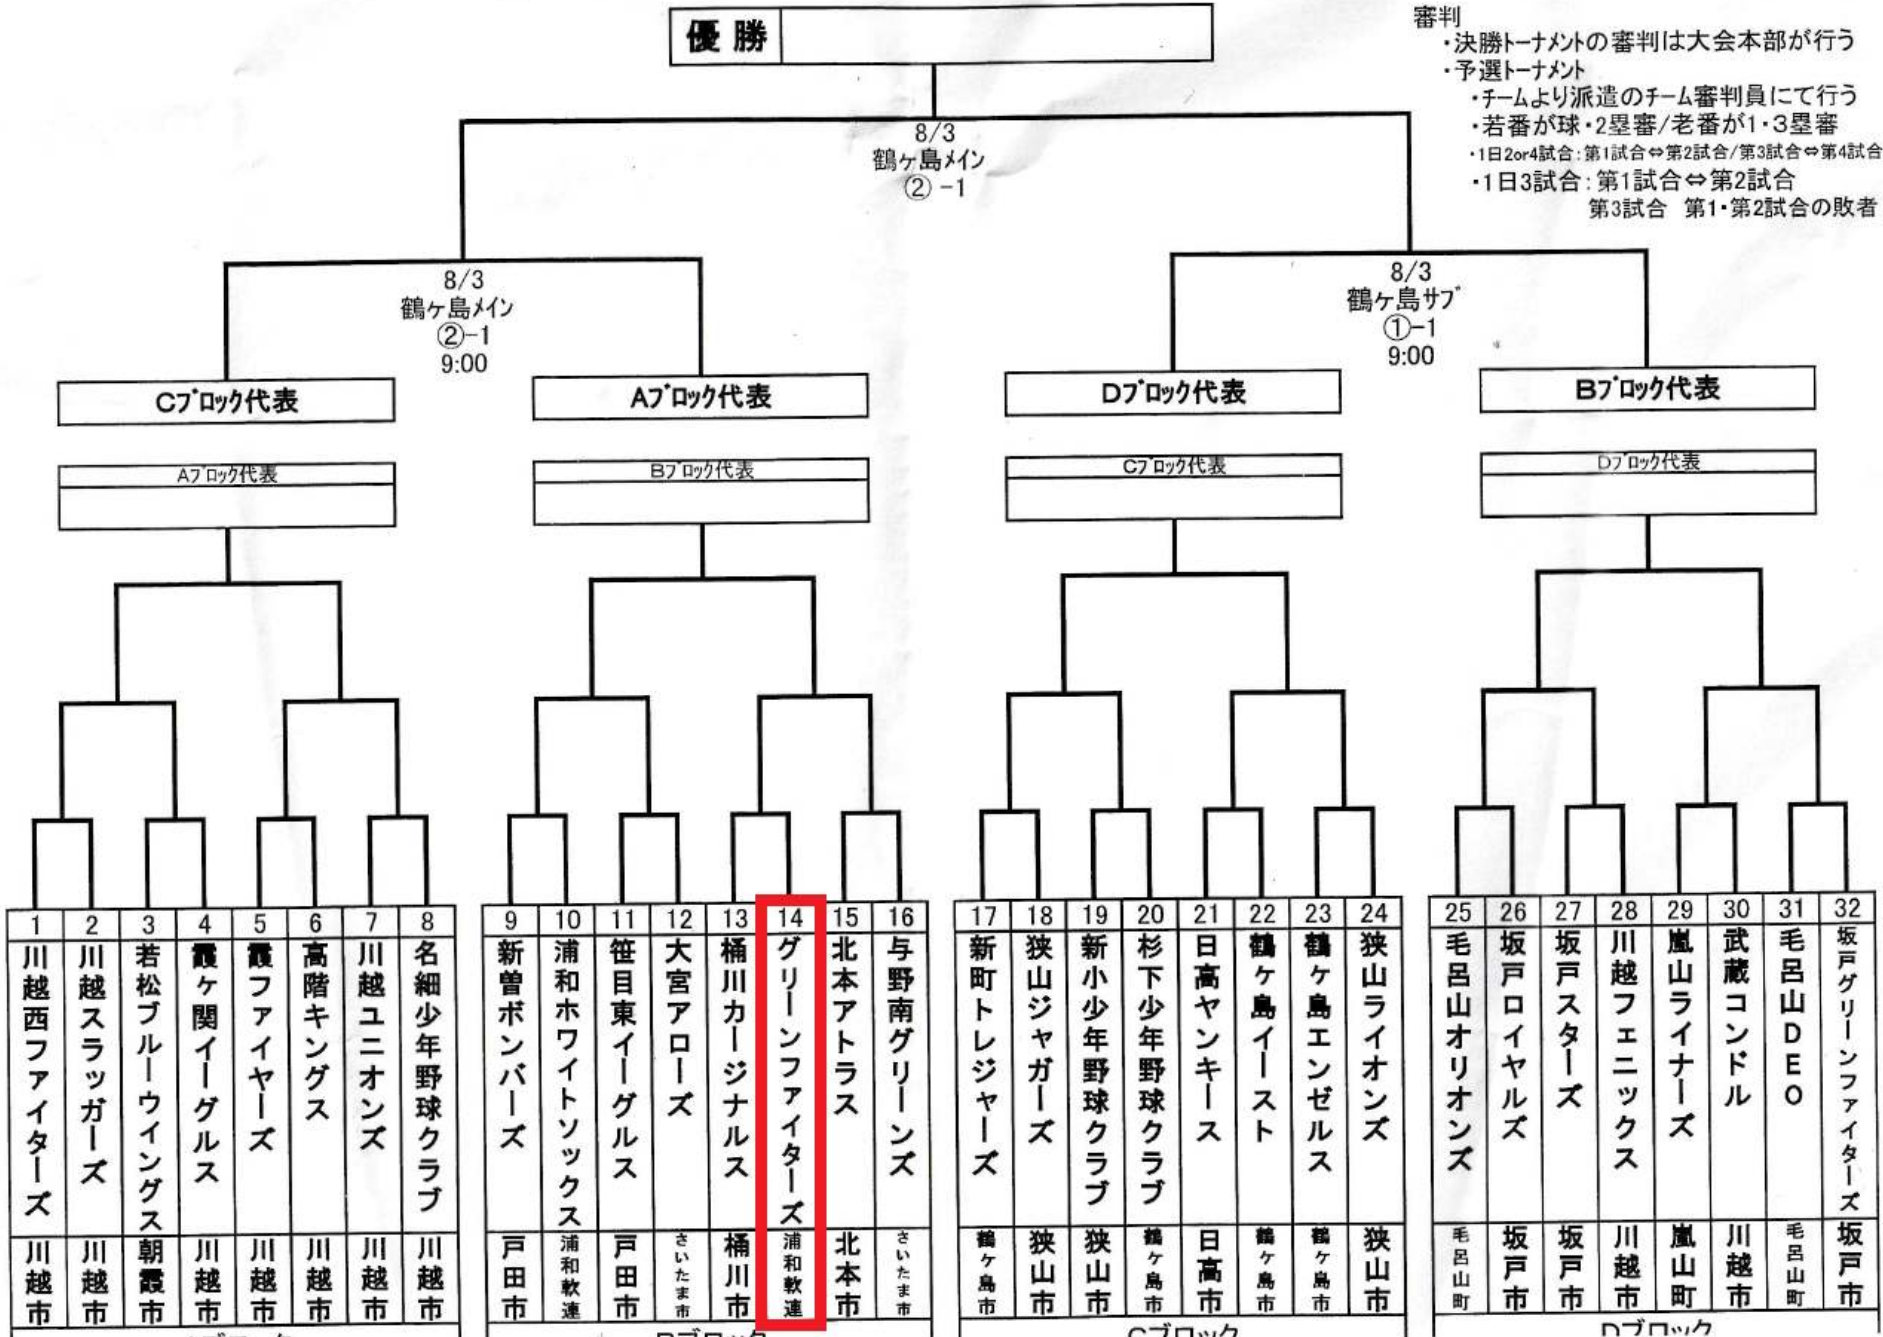 優勝
審判
・決勝トーナメントの審判は大会本部が行う
・予選トーナメント
・チームより派遣のチーム審判員にて行う
・若番が球・2塁審/老番が1・3塁審
・1日2or4試合:第1試合⇔第2試合/第3試合⇔第4試合
・1日3試合:第1試合⇔第2試合
第3試合 第1・第2試合の敗者
8/3
鶴ヶ島メイン
②-1
8/3
鶴ヶ島メイン
②-1
9:00
8/3
鶴ヶ島サブ
①-1
9:00
Cブロック代表
Aブロック代表
Dブロック代表
Bブロック代表
Aブロック代表
Bブロック代表
Cブロック代表
Dブロック代表
1 川越西ファイターズ 川越市
2 川越スラッガーズ 川越市
3 若松ブルーウイングス 朝霞市
4 霞ヶ関イーグルス 川越市
5 霞ファイヤーズ 川越市
6 高階キングス 川越市
7 川越ユニオンズ 川越市
8 名細少年野球クラブ 川越市
9 新曽ボンバーズ 戸田市
10 浦和ホワイトソックス 浦和軟連
11 笹目東イーグルス 戸田市
12 大宮アローズ さいたま市
13 桶川カージナルス 桶川市
14 グリーンファイターズ 浦和軟連
15 北本アトラス 北本市
16 与野南グリーンズ さいたま市
17 新町トレジャーズ 鶴ヶ島市
18 狭山ジャガーズ 狭山市
19 新小少年野球クラブ 狭山市
20 杉下少年野球クラブ 鶴ヶ島市
21 日高ヤンキース 日高市
22 鶴ヶ島イースト 鶴ヶ島市
23 鶴ヶ島エンゼルス 鶴ヶ島市
24 狭山ライオンズ 狭山市
25 毛呂山オリオンズ 毛呂山町
26 坂戸ロイヤルズ 坂戸市
27 坂戸スターズ 坂戸市
28 川越フェニックス 川越市
29 嵐山ライナーズ 嵐山町
30 武蔵コンドル 川越市
31 毛呂山DEO 毛呂山町
32 坂戸グリーンファイターズ 坂戸市
Bブロック
Cブロック
Dブロック